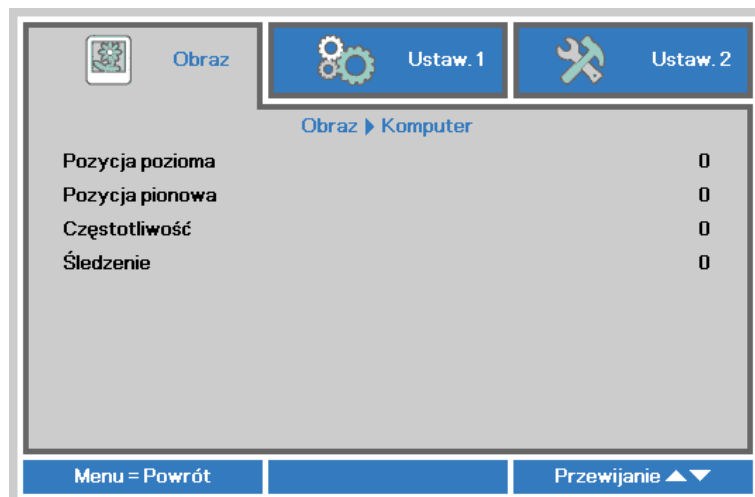 Obraz
Ustaw. 1
Ustaw. 2
Obraz ▶ Komputer
Pozycja pozioma 0
Pozycja pionowa 0
Częstotliwość 0
Śledzenie 0
Menu = Powrót
Przewijanie ▲▼